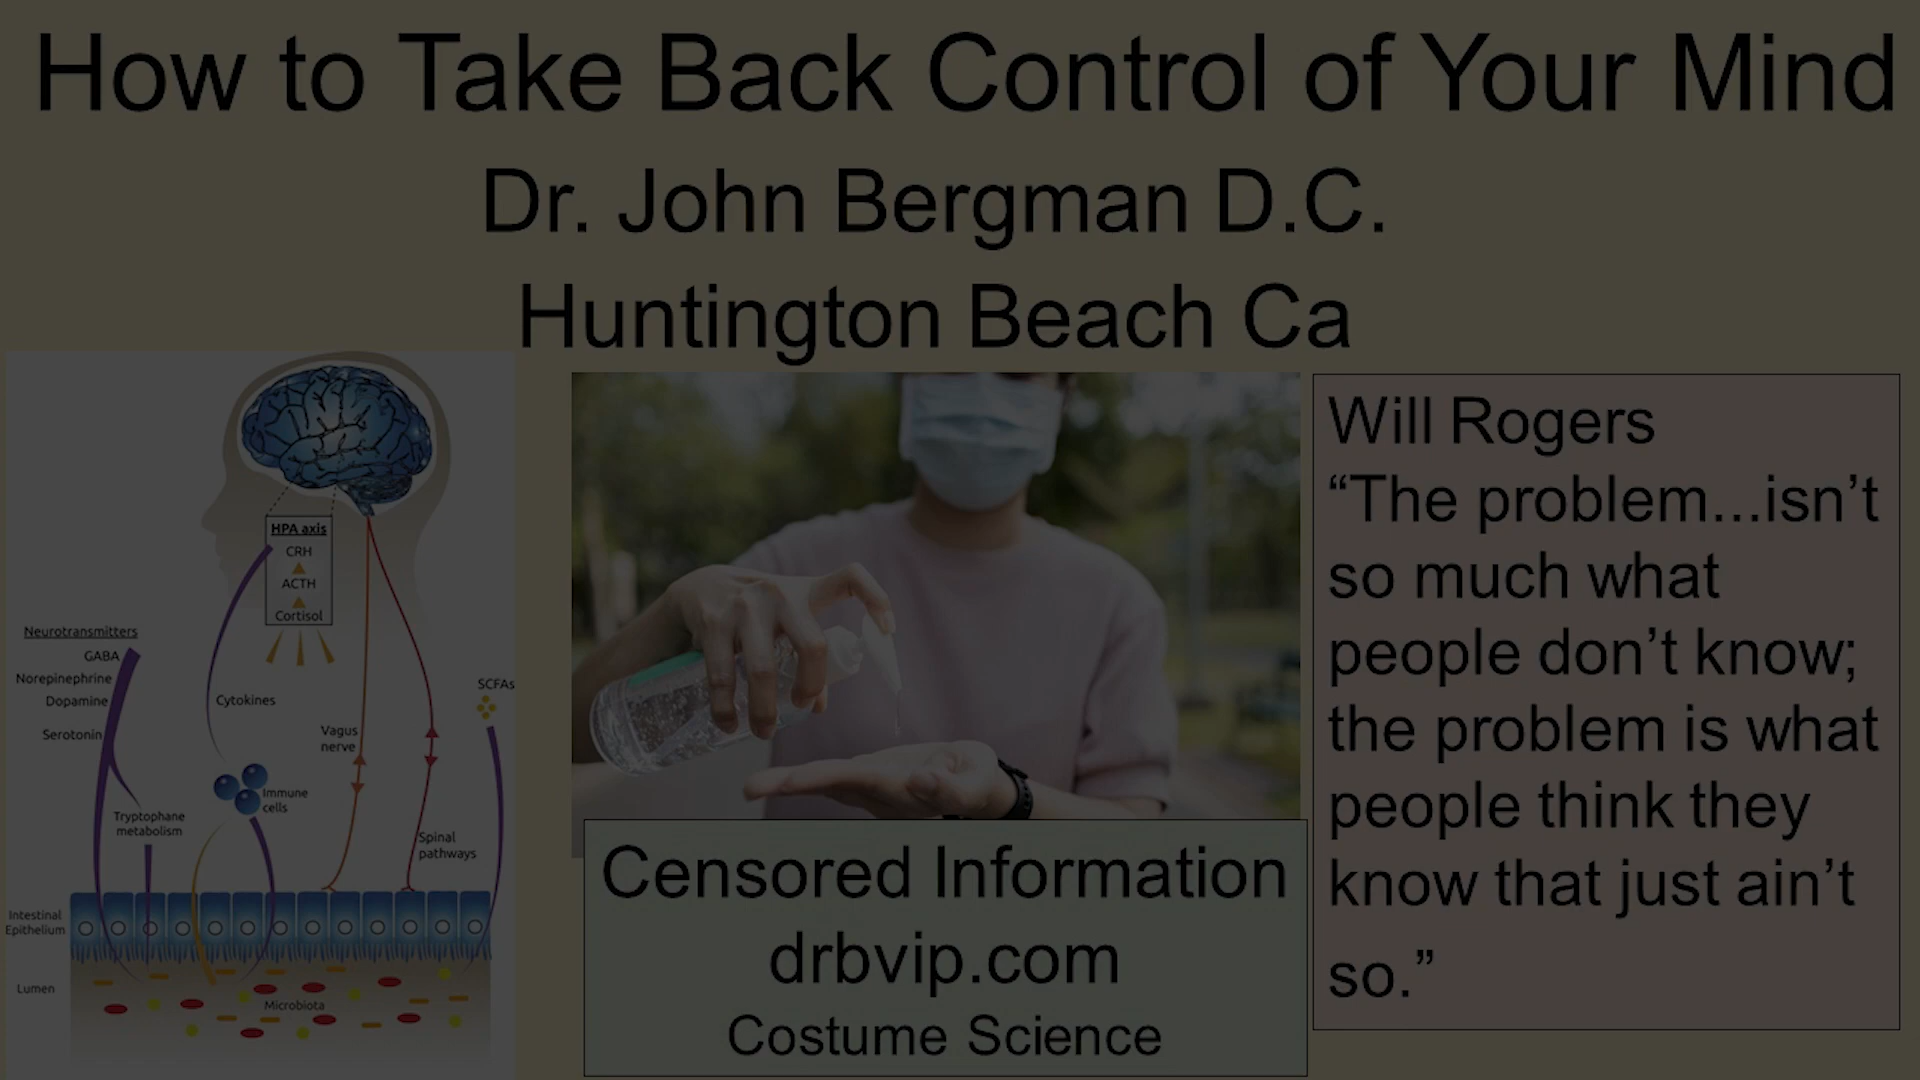 How to Take Back Control of Your Mind
Dr. John Bergman D.C.
Huntington Beach Ca
HPA axis
CRH
ACTH
Cortisol
Neurotransmitters
GABA
Norepinephrine
Dopamine
Serotonin
Cytokines
Vagus
nerve
SCFAs
Immune
cells
Tryptophane
metabolism
Spinal
pathways
Intestinal
Epithelium
Lumen
Microbiota
Censored Information
drbvip.com
Costume Science
Will Rogers
“The problem...isn’t
so much what
people don’t know;
the problem is what
people think they
know that just ain’t
so.”